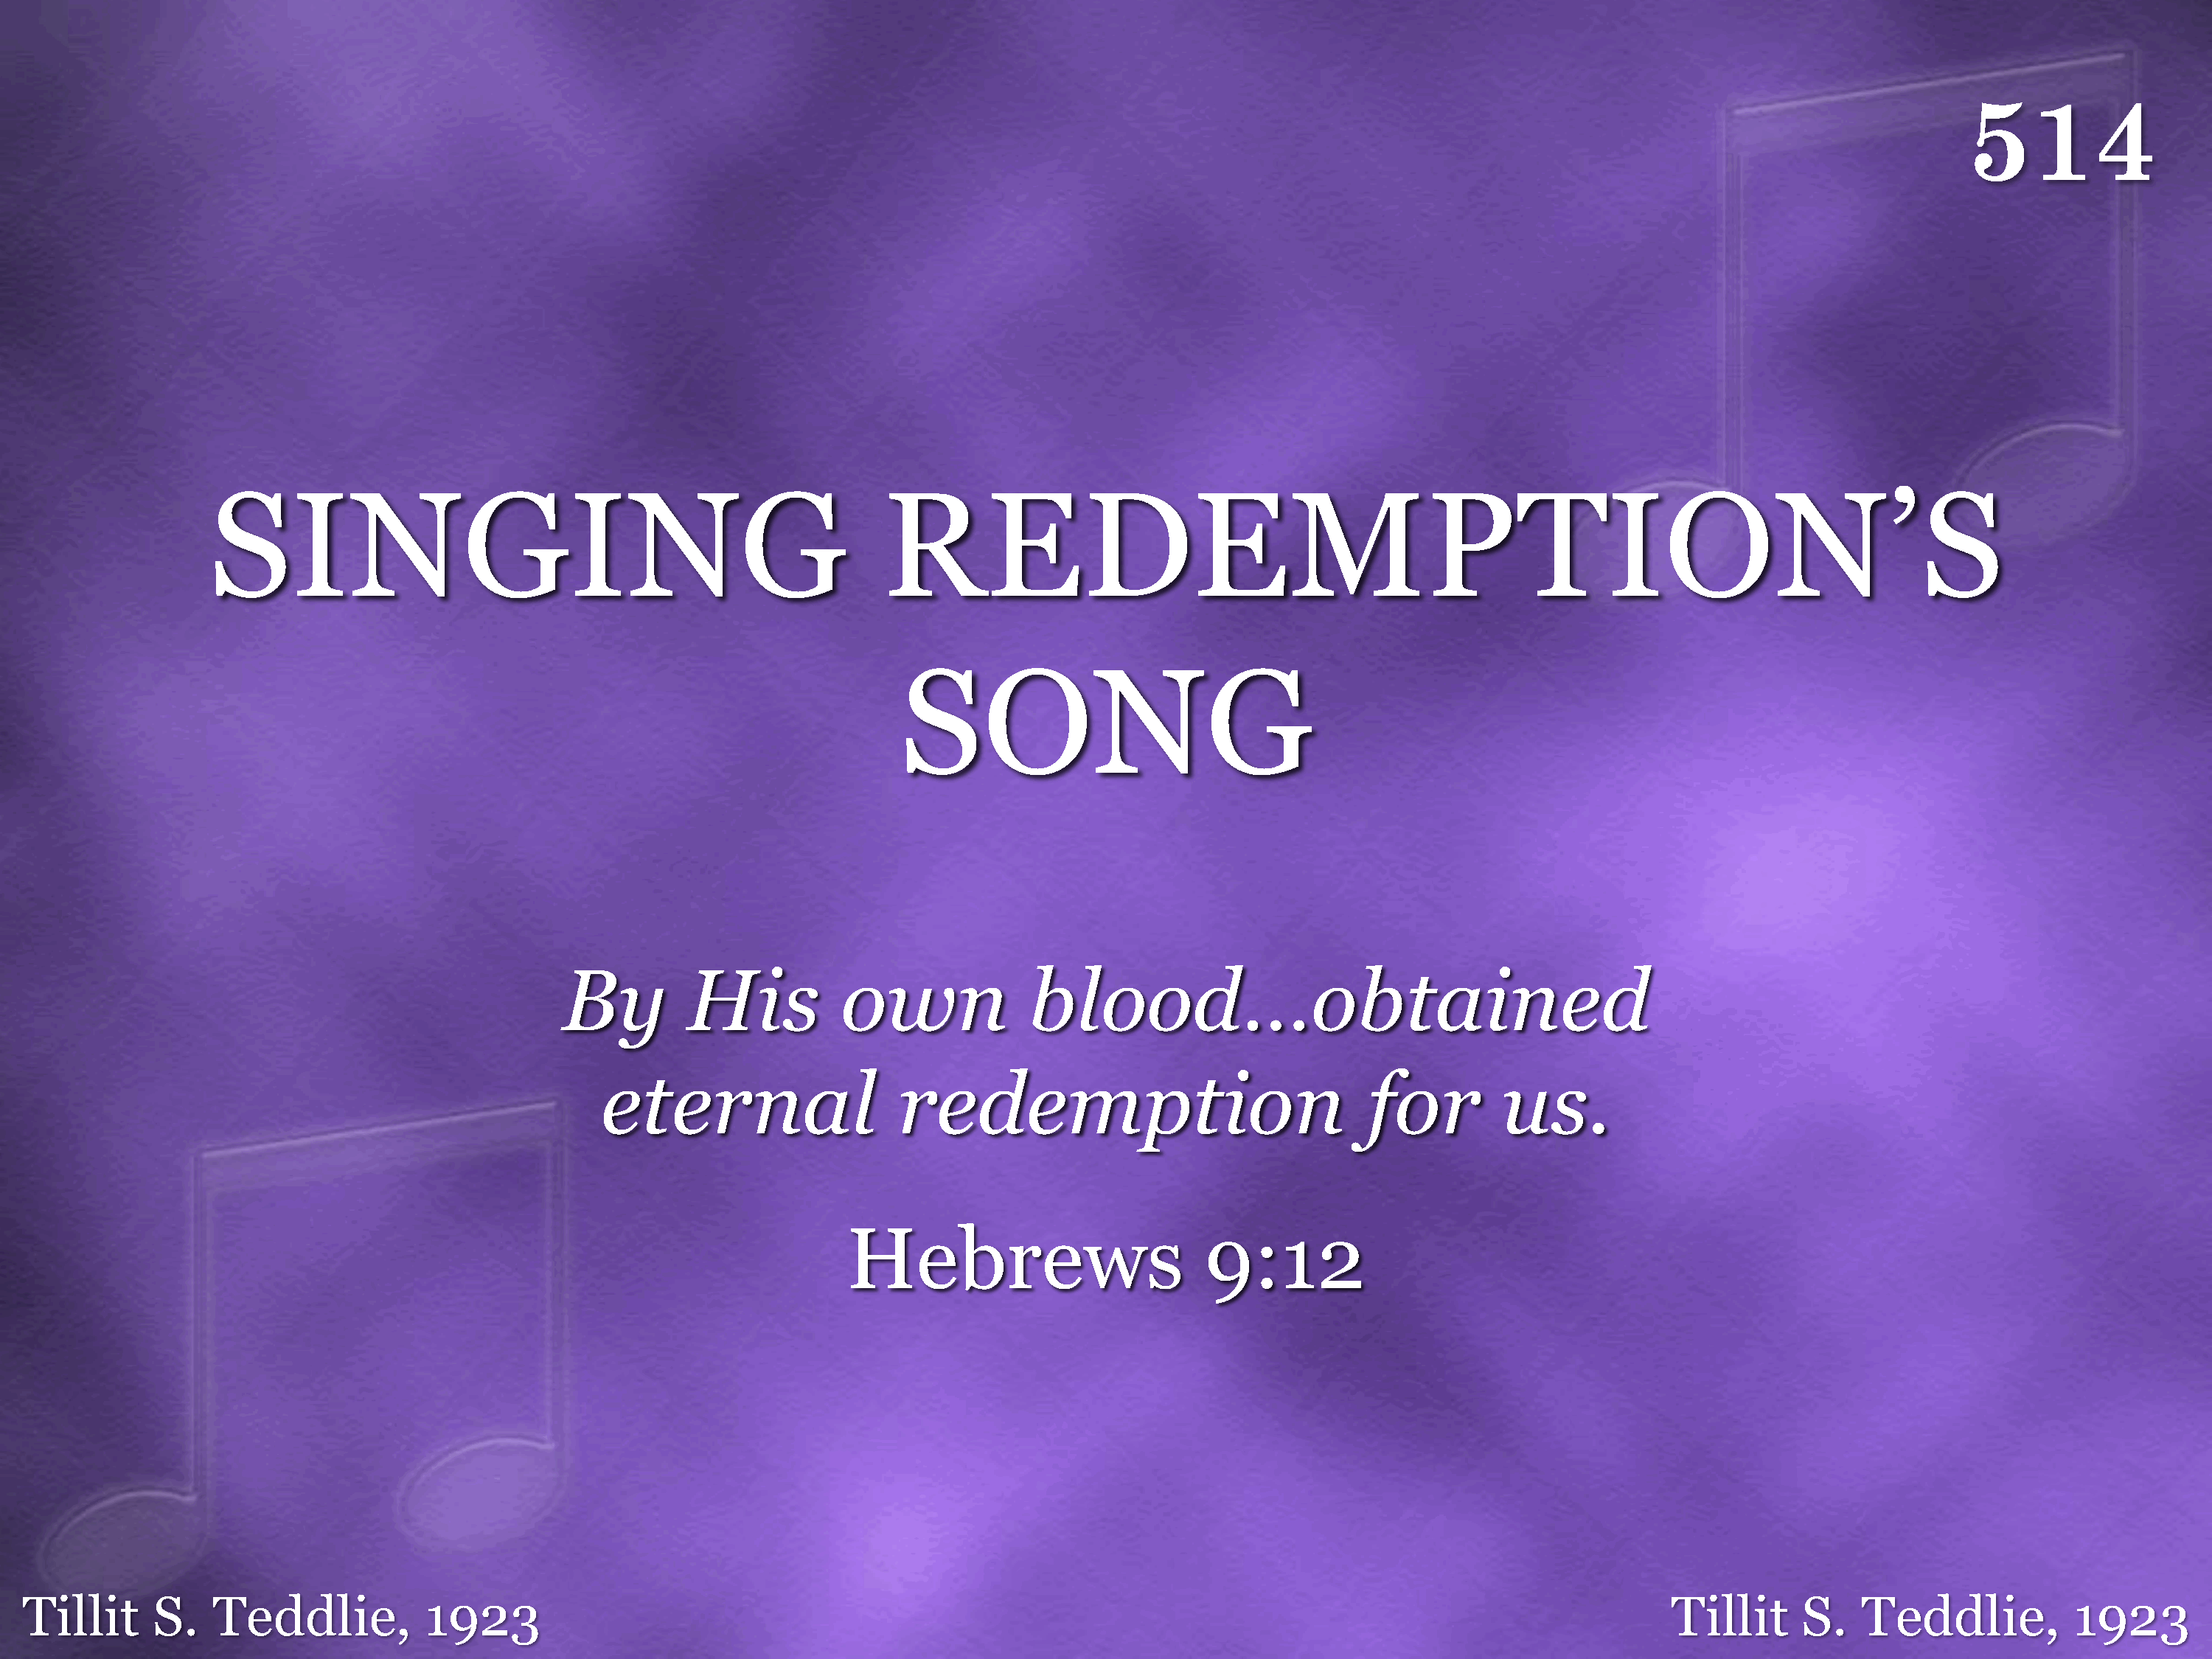 514
SINGING REDEMPTION’S
SONG
By His own blood...obtained
eternal redemption for us.
Hebrews 9:12
Tillit S. Teddlie, 1923
Tillit S. Teddlie, 1923